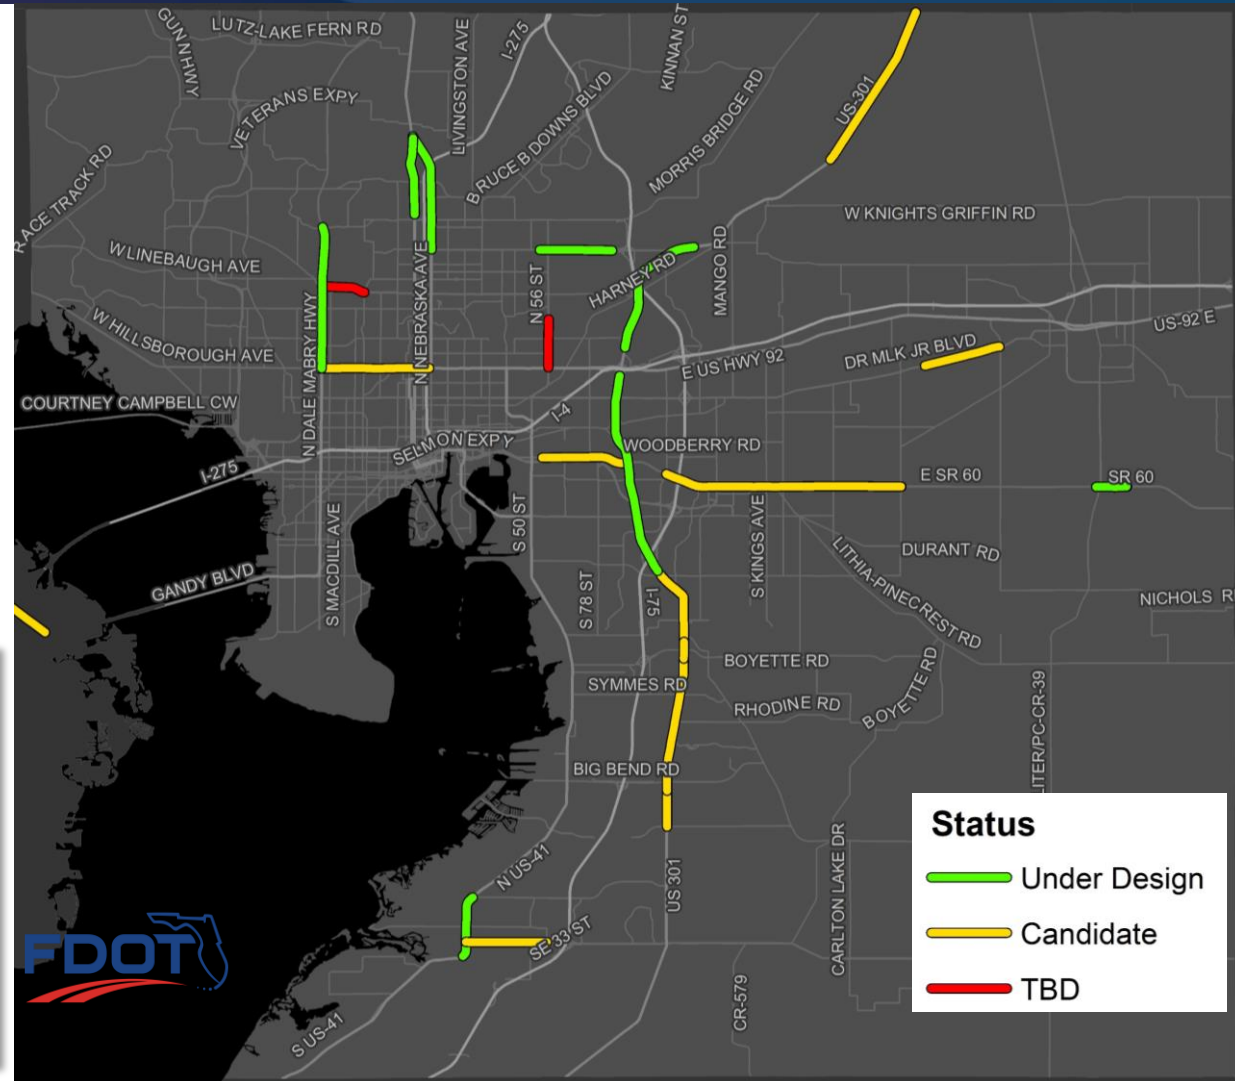 LUTZ-LAKE FERN RD
GUNN HWY
LIVINGSTON AVE
I-275
KINNAN ST
VETERANS EXPY
B RUCE B DOWNS BLVD
MORRIS BRIDGE RD
US-301
RACE TRACK RD
W KNIGHTS GRIFFIN RD
W LINEBAUGH AVE
N NEBRASKA AVE
N 56 ST
HARNEY RD
MANGO RD
W HILLSBOROUGH AVE
N DALE MABRY HWY
US-92 E
E US HWY 92
DR MLK JR BLVD
COURTNEY CAMPBELL CW
I-4
SELMON EXPY
WOODBERRY RD
I-275
E SR 60
SR 60
S 50 ST
S MACDILL AVE
S KINGS AVE
DURANT RD
LITHIA-PINECREST RD
GANDY BLVD
S 78 ST
I-75
NICHOLS R
BOYETTE RD
SYMMES RD
RHODINE RD
BOYETTE RD
LITER/PC-CR-39
BIG BEND RD
N US-41
US 301
CARLTON LAKE DR
SE 33 ST
CR-579
S US-41
FDOT
Status
Under Design
Candidate
TBD